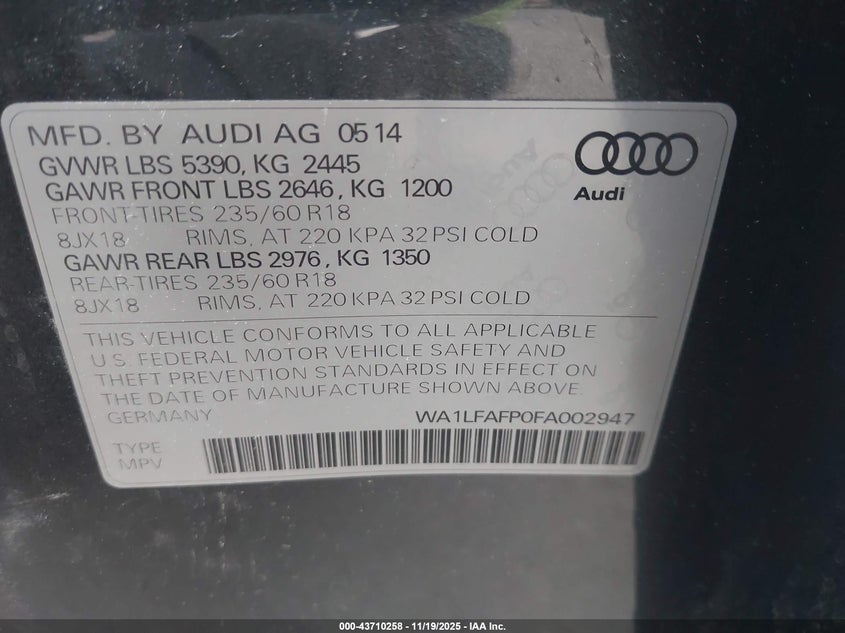 MFD. BY AUDI AG 0514
GVWR LBS 5390, KG 2445
GAWR FRONT LBS 2646, KG 1200
FRONT-TIRES 235/60 R18
8JX18 RIMS, AT 220 KPA 32 PSI COLD
GAWR REAR LBS 2976, KG 1350
REAR-TIRES 235/60 R18
8JX18 RIMS, AT 220 KPA 32 PSI COLD
Audi
THIS VEHICLE CONFORMS TO ALL APPLICABLE
U.S. FEDERAL MOTOR VEHICLE SAFETY AND
THEFT PREVENTION STANDARDS IN EFFECT ON
THE DATE OF MANUFACTURE SHOWN ABOVE.
GERMANY WA1LFAFP0FA002947
TYPE
MPV
000-43710258 - 11/19/2025 - IAA Inc.